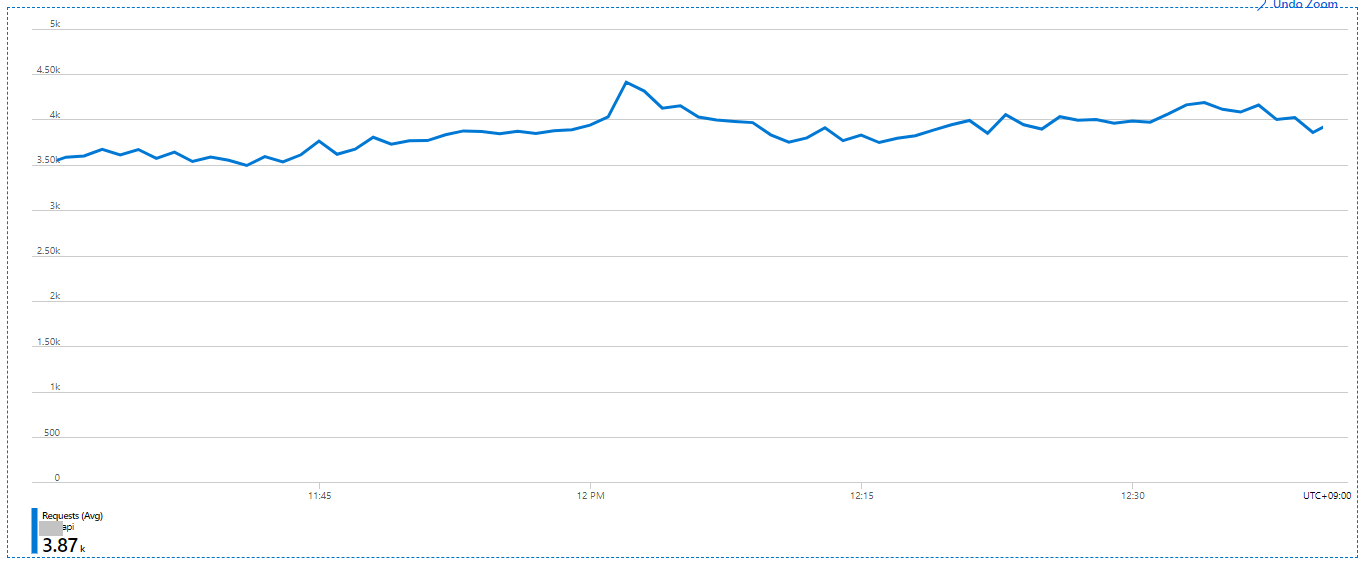 Undo Zoom
5k
4.50k
4k
3.50k
3k
2.50k
2k
1.50k
1k
500
0
11:45 12 PM 12:15 12:30 UTC+09:00
Requests (Avg)
api
3.87 k